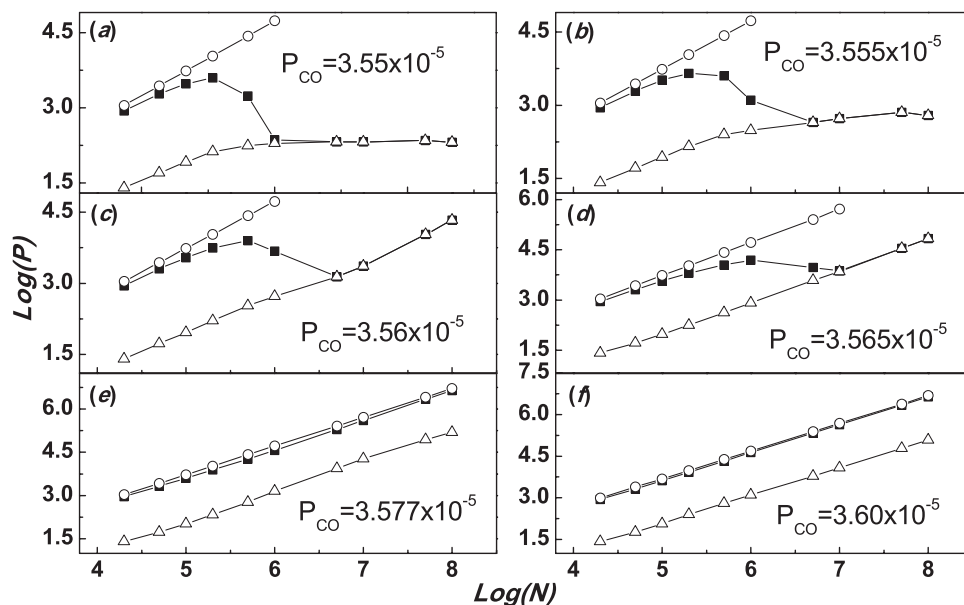 (a)
P_CO=3.55x10^-5
(b)
P_CO=3.555x10^-5
(c)
P_CO=3.56x10^-5
(d)
P_CO=3.565x10^-5
(e)
P_CO=3.577x10^-5
(f)
P_CO=3.60x10^-5
4.5
3.0
1.5
4.5
3.0
1.5
4.5
3.0
1.5
6.0
4.5
3.0
1.5
6.0
4.5
3.0
1.5
7.5
6.0
4.5
3.0
1.5
4 5 6 7 8
4 5 6 7 8
Log(P)
Log(N)